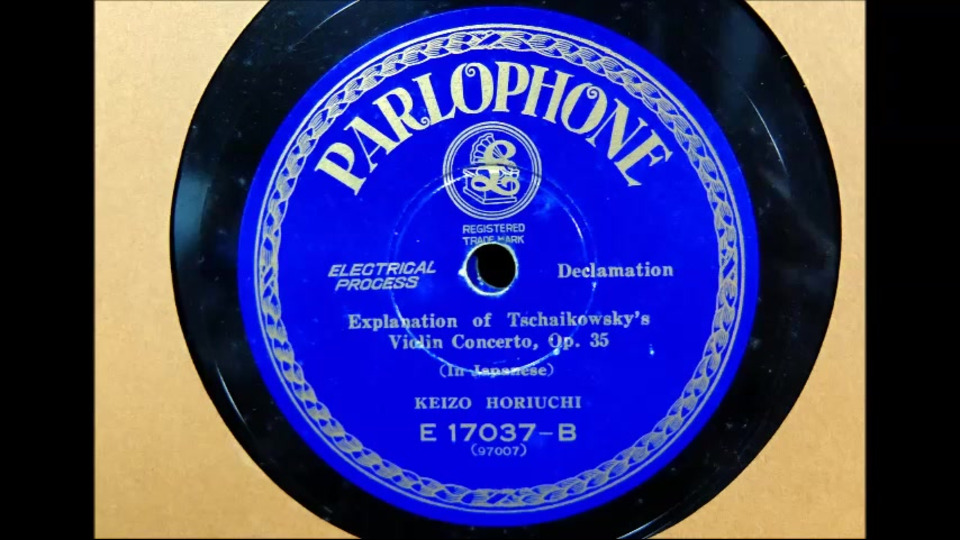 PARLOPHONE
REGISTERED
TRADE MARK
ELECTRICAL
PROCESS
Declamation
Explanation of Tschaikowsky's
Violin Concerto, Op. 35
(In Japanese)
KEIZO HORIUCHI
E 17037-B
(97007)